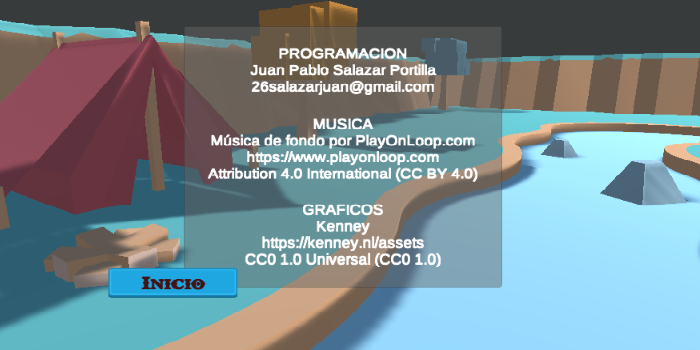 PROGRAMACION
Juan Pablo Salazar Portilla
26salazarjuan@gmail.com
MUSICA
Música de fondo por PlayOnLoop.com
https://www.playonloop.com
Attribution 4.0 International (CC BY 4.0)
GRAFICOS
Kenney
https://kenney.nl/assets
CC0 1.0 Universal (CC0 1.0)
INICIO